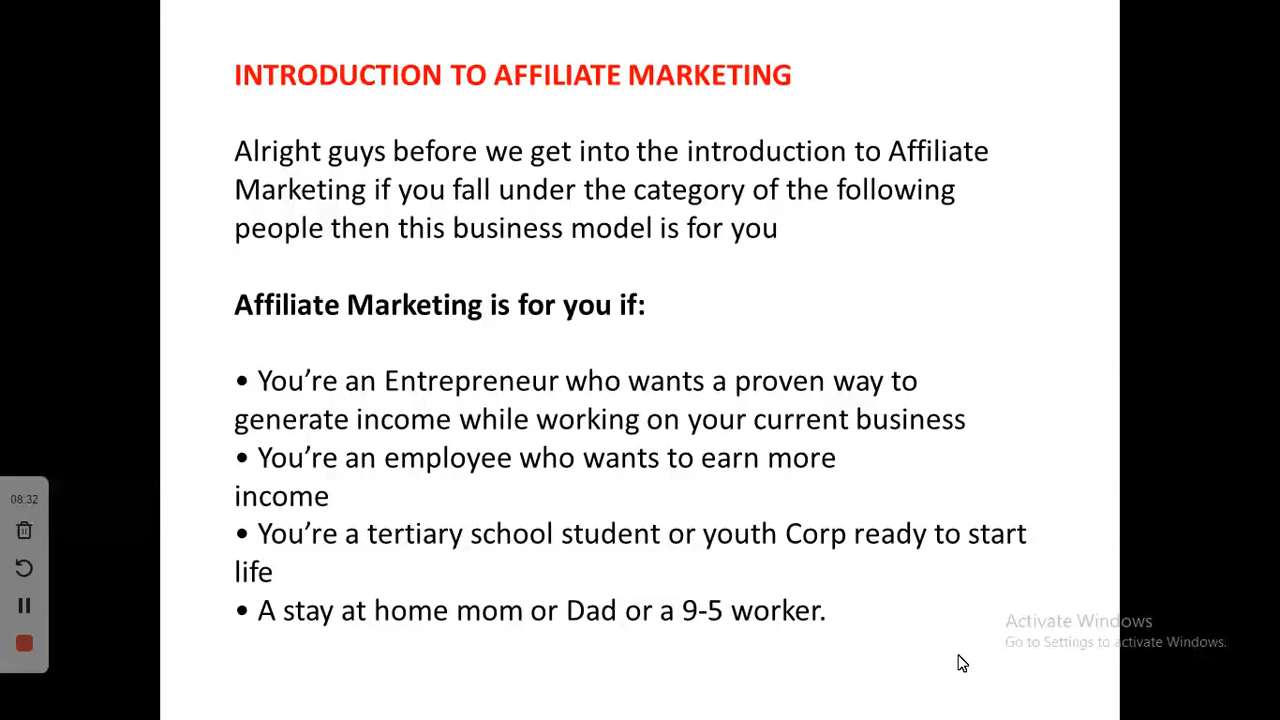 INTRODUCTION TO AFFILIATE MARKETING
Alright guys before we get into the introduction to Affiliate
Marketing if you fall under the category of the following
people then this business model is for you
Affiliate Marketing is for you if:
• You’re an Entrepreneur who wants a proven way to
generate income while working on your current business
• You’re an employee who wants to earn more
income
• You’re a tertiary school student or youth Corp ready to start
life
• A stay at home mom or Dad or a 9-5 worker.
08:32
Activate Windows
Go to Settings to activate Windows.